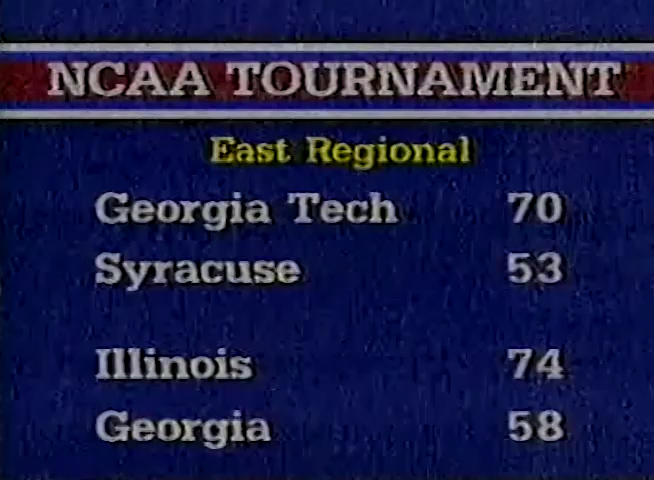 NCAA TOURNAMENT
East Regional
Georgia Tech 70
Syracuse 53
Illinois 74
Georgia 58